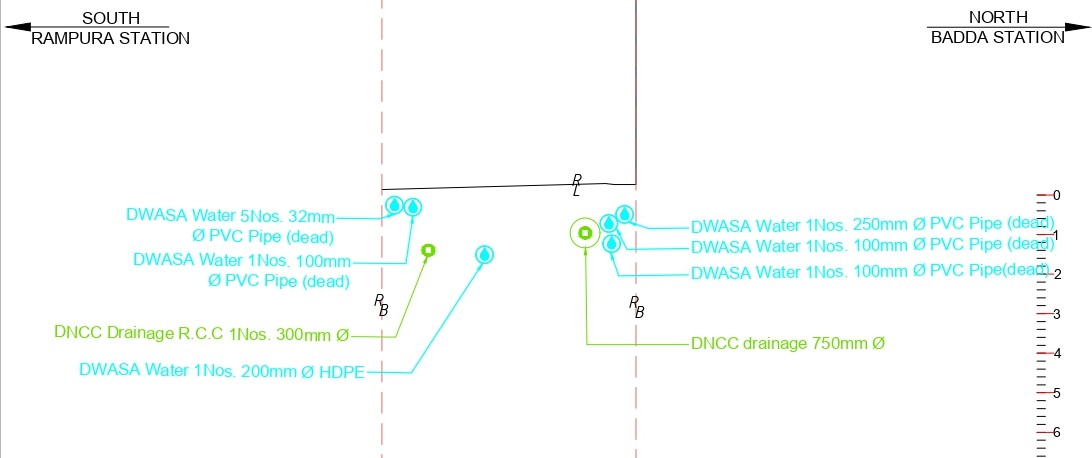 SOUTH
RAMPURA STATION
NORTH
BADDA STATION
R
L
DWASA Water 5Nos. 32mm
Ø PVC Pipe (dead)
DWASA Water 1Nos. 100mm
Ø PVC Pipe (dead)
R
B
DNCC Drainage R.C.C 1Nos. 300mm Ø
DWASA Water 1Nos. 200mm Ø HDPE
DWASA Water 1Nos. 250mm Ø PVC Pipe (dead)
DWASA Water 1Nos. 100mm Ø PVC Pipe (dead)
DWASA Water 1Nos. 100mm Ø PVC Pipe(dead)
R
B
DNCC drainage 750mm Ø
0
1
2
3
4
5
6